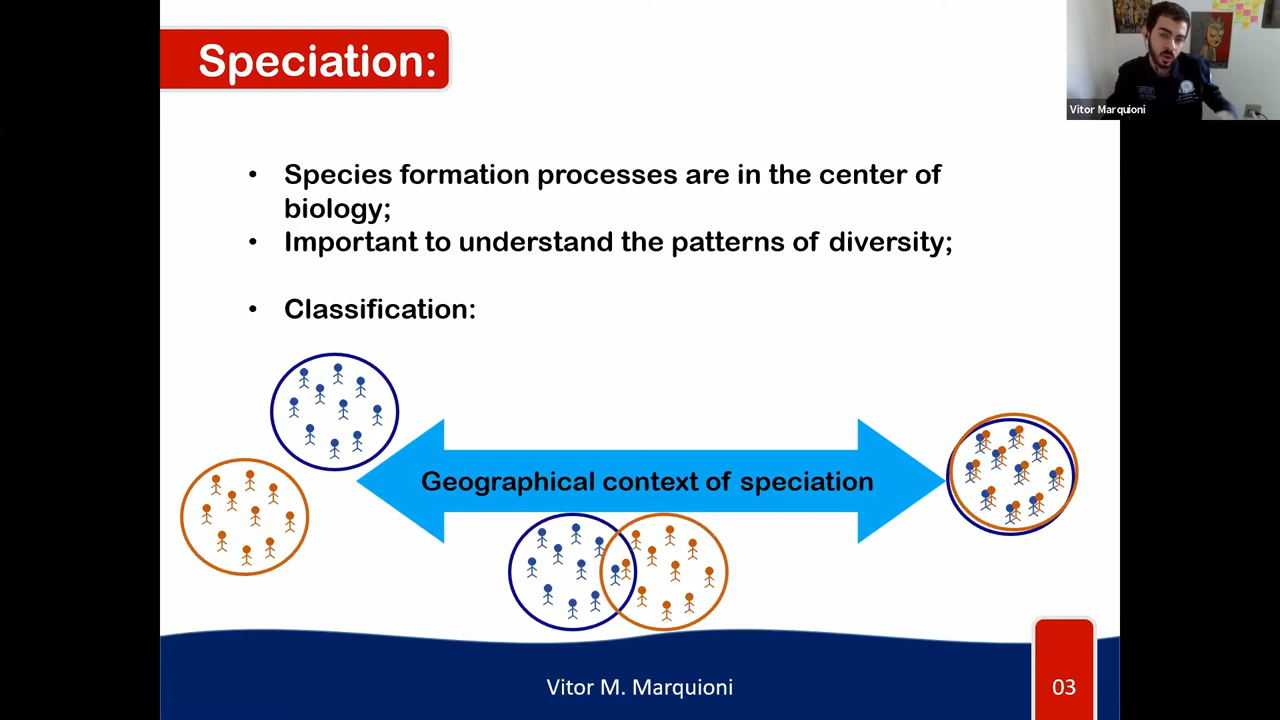 Speciation:
Vitor Marquioni
• Species formation processes are in the center of
biology;
• Important to understand the patterns of diversity;
• Classification:
Geographical context of speciation
Vitor M. Marquioni
03